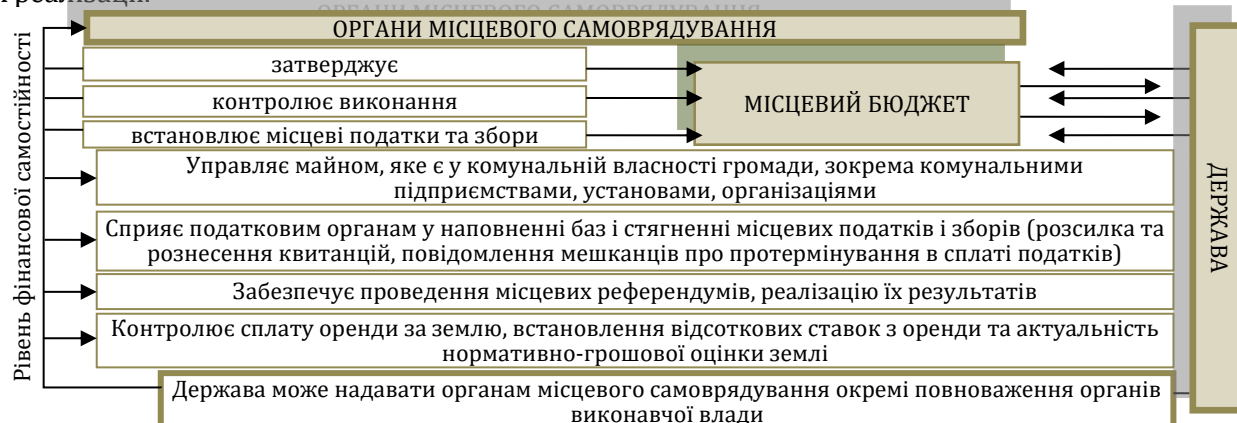 реалізації.
ОРГАНИ МІСЦЕВОГО САМОВРЯДУВАННЯ
ОРГАНИ МІСЦЕВОГО САМОВРЯДУВАННЯ
Рівень фінансової самостійності
затверджує
контролює виконання
встановлює місцеві податки та збори
МІСЦЕВИЙ БЮДЖЕТ
ДЕРЖАВА
Управляє майном, яке є у комунальній власності громади, зокрема комунальними
підприємствами, установами, організаціями
Сприяє податковим органам у наповненні баз і стягненні місцевих податків і зборів (розсилка та
рознесення квитанцій, повідомлення мешканців про протермінування в сплаті податків)
Забезпечує проведення місцевих референдумів, реалізацію їх результатів
Контролює сплату оренди за землю, встановлення відсоткових ставок з оренди та актуальність
нормативно-грошової оцінки землі
Держава може надавати органам місцевого самоврядування окремі повноваження органів
виконавчої влади